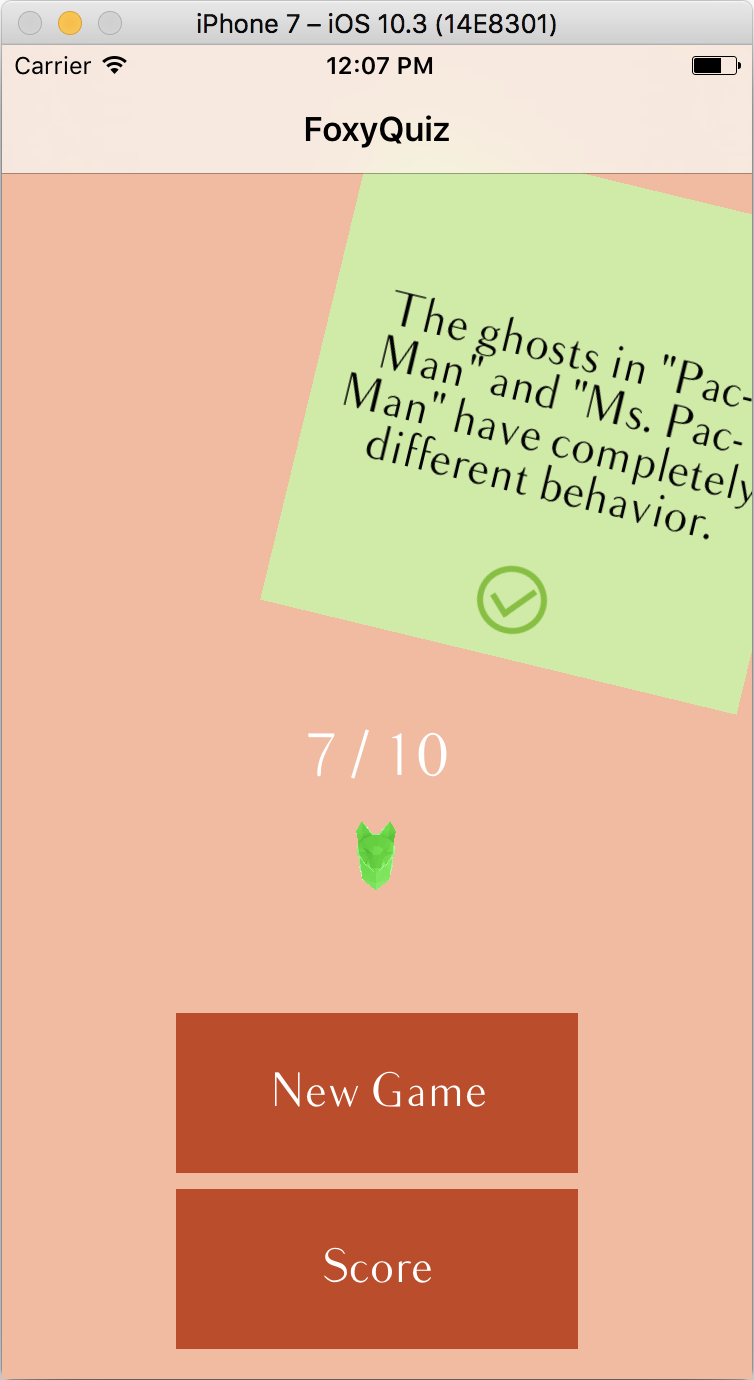 iPhone 7 – iOS 10.3 (14E8301)
Carrier 12:07 PM
FoxyQuiz
The ghosts in "Pac-
Man" and "Ms. Pac-
Man" have completely
different behavior.
7 / 10
New Game
Score